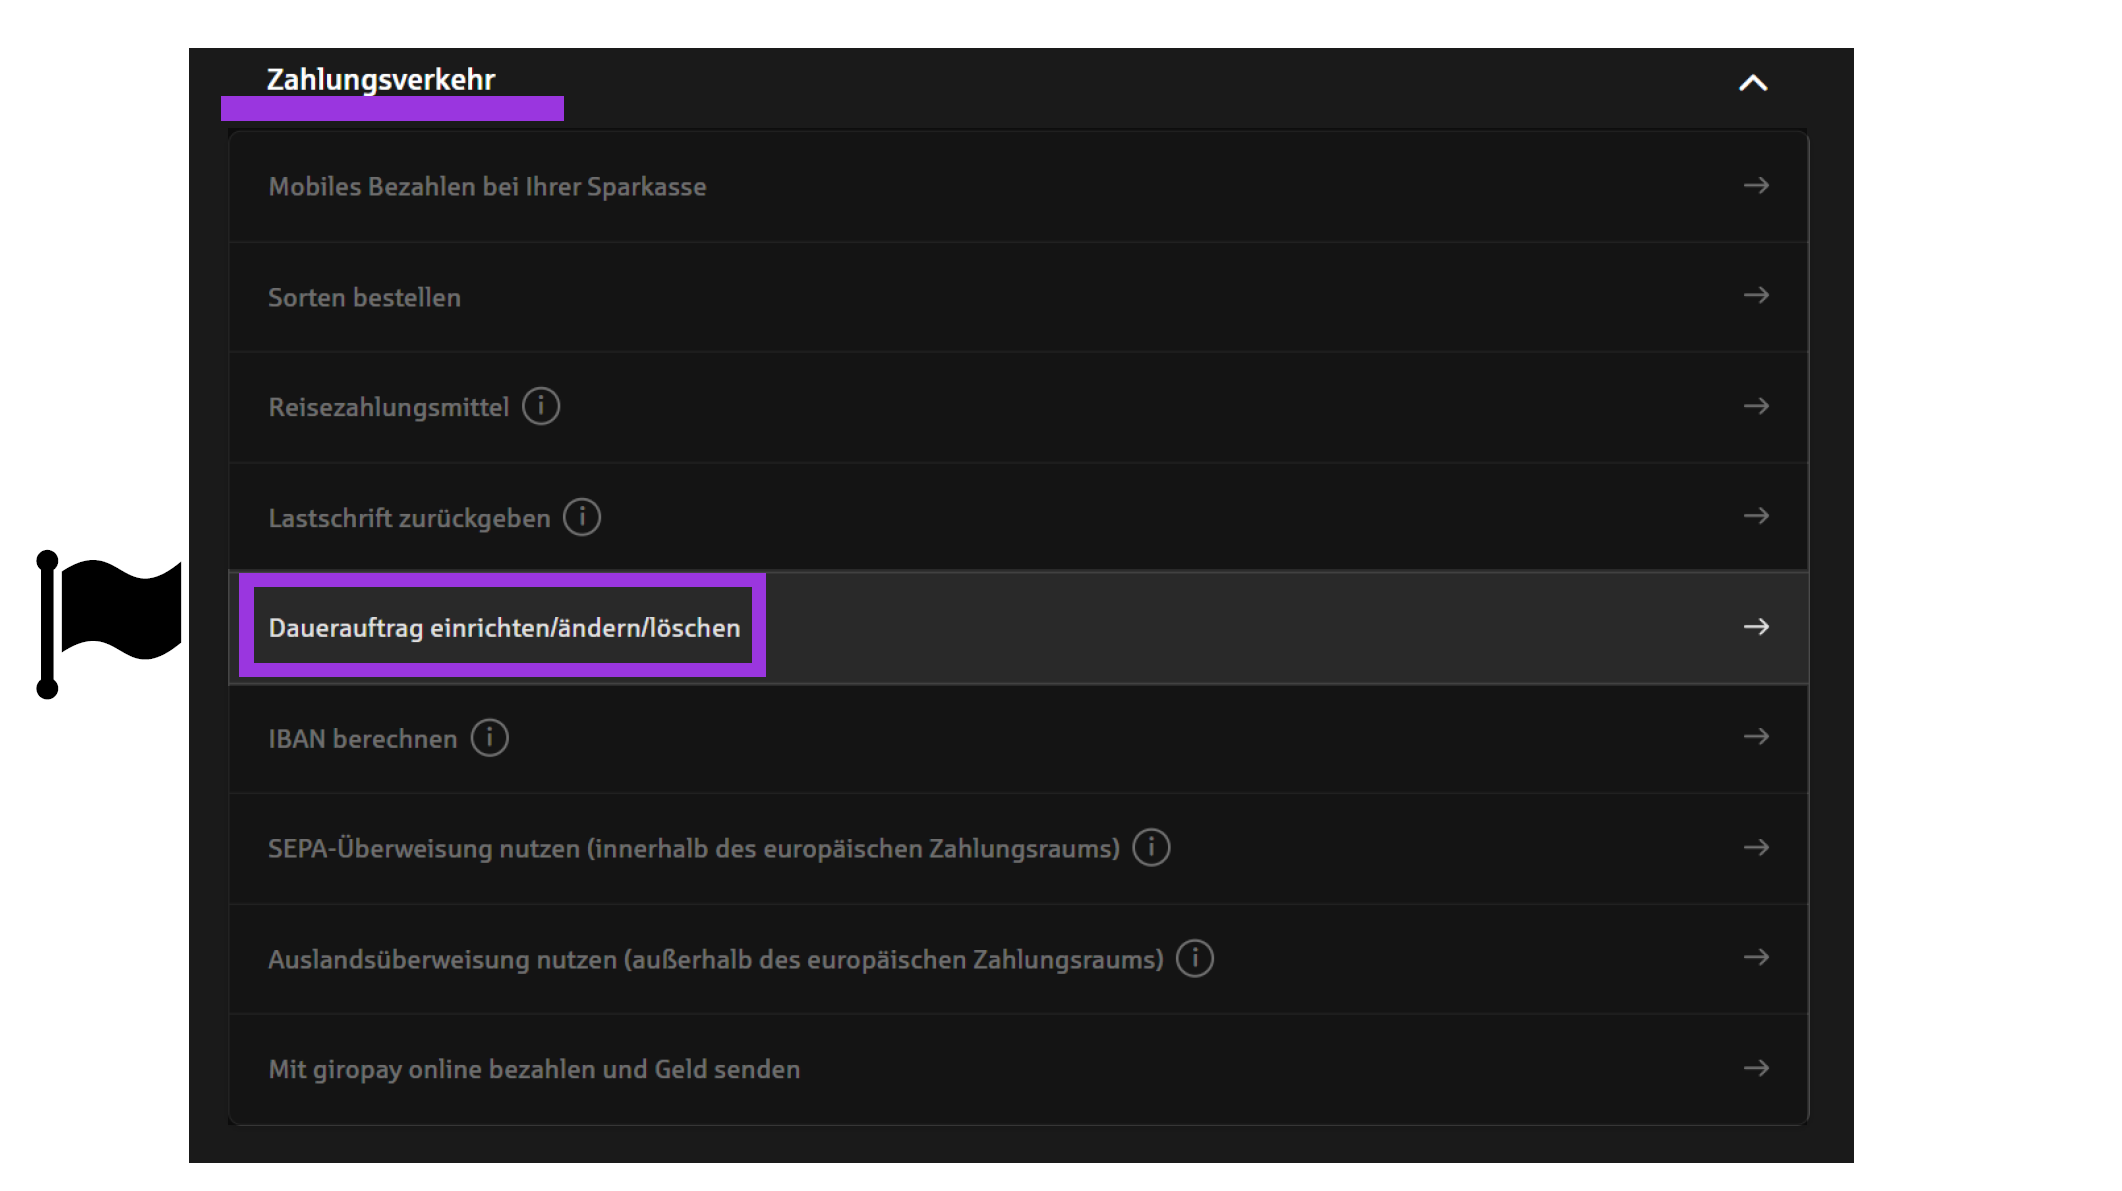 Zahlungsverkehr
Mobiles Bezahlen bei Ihrer Sparkasse
Sorten bestellen
Reisezahlungsmittel
Lastschrift zurückgeben
Dauerauftrag einrichten/ändern/löschen
IBAN berechnen
SEPA-Überweisung nutzen (innerhalb des europäischen Zahlungsraums)
Auslandsüberweisung nutzen (außerhalb des europäischen Zahlungsraums)
Mit giropay online bezahlen und Geld senden